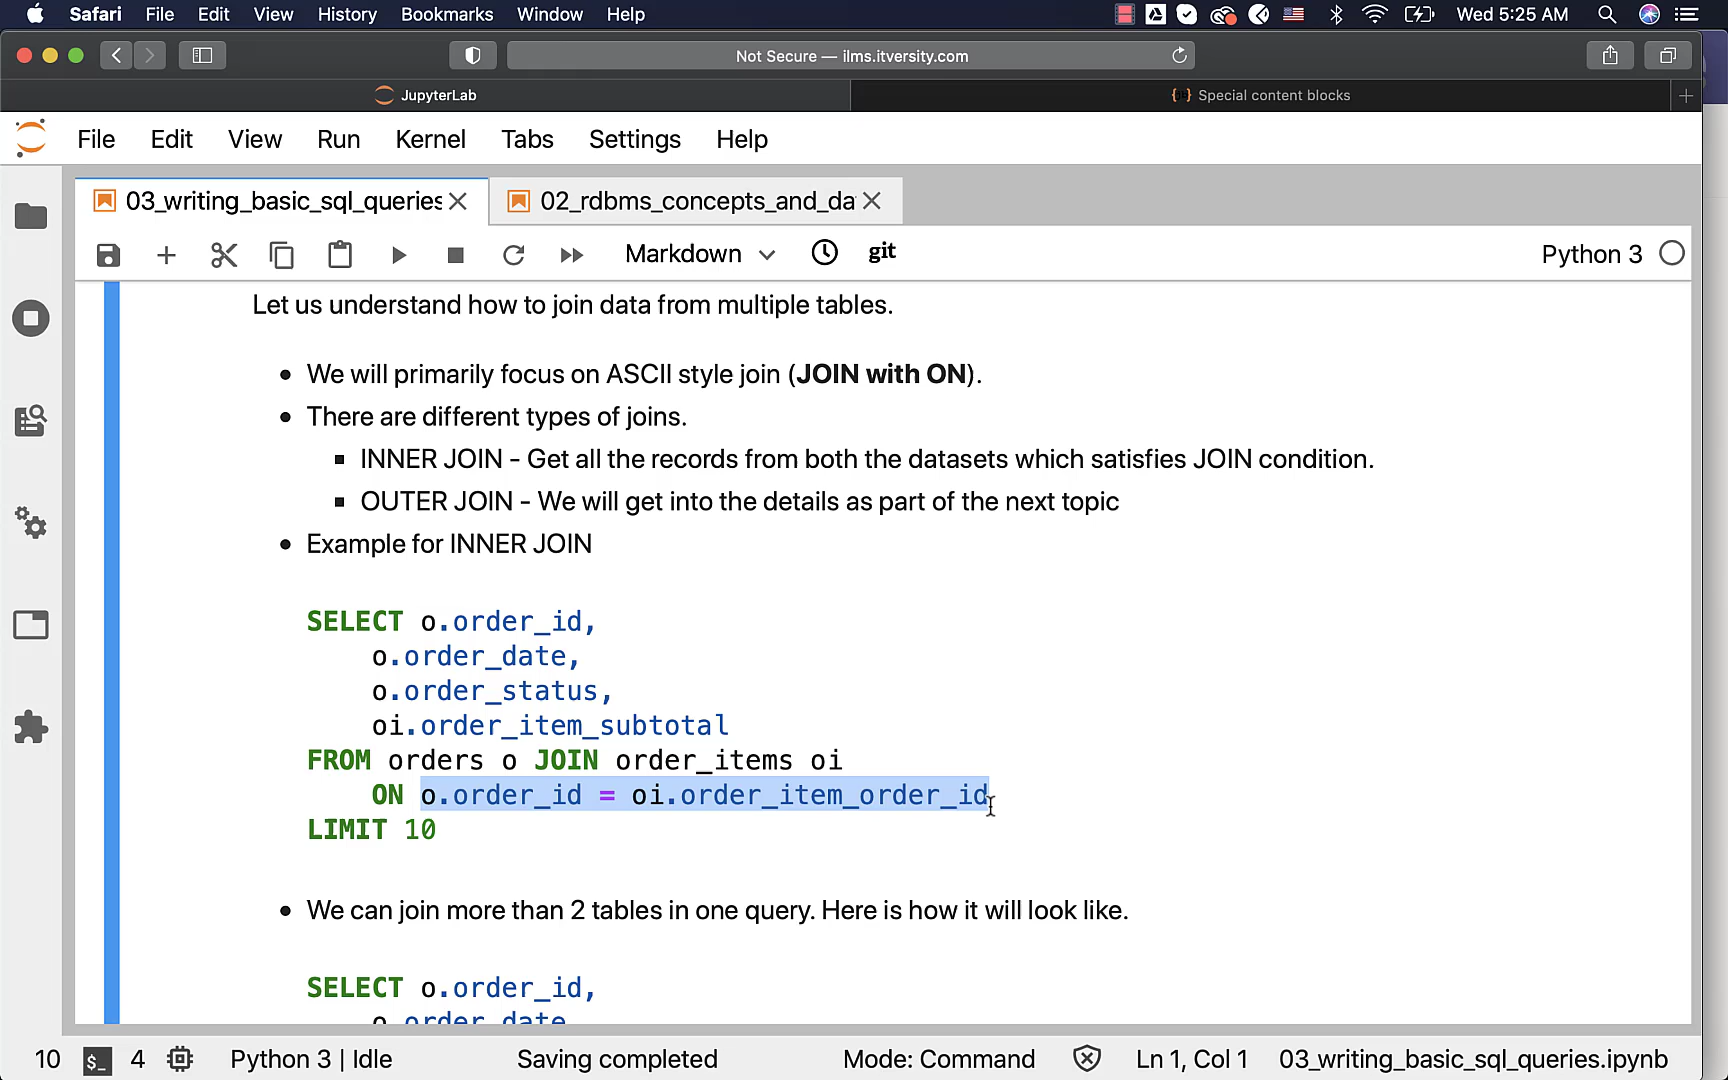 Safari File Edit View History Bookmarks Window Help Wed 5:25 AM
Not Secure — ilms.itversity.com
JupyterLab {} Special content blocks
File Edit View Run Kernel Tabs Settings Help
03_writing_basic_sql_queries 02_rdbms_concepts_and_da
Markdown git Python 3
Let us understand how to join data from multiple tables.
• We will primarily focus on ASCII style join (JOIN with ON).
• There are different types of joins.
▪ INNER JOIN - Get all the records from both the datasets which satisfies JOIN condition.
▪ OUTER JOIN - We will get into the details as part of the next topic
• Example for INNER JOIN
SELECT o.order_id,
o.order_date,
o.order_status,
oi.order_item_subtotal
FROM orders o JOIN order_items oi
ON o.order_id = oi.order_item_order_id
LIMIT 10
• We can join more than 2 tables in one query. Here is how it will look like.
SELECT o.order_id,
o.order_date
10 $_ 4 Python 3 | Idle Saving completed Mode: Command Ln 1, Col 1 03_writing_basic_sql_queries.ipynb